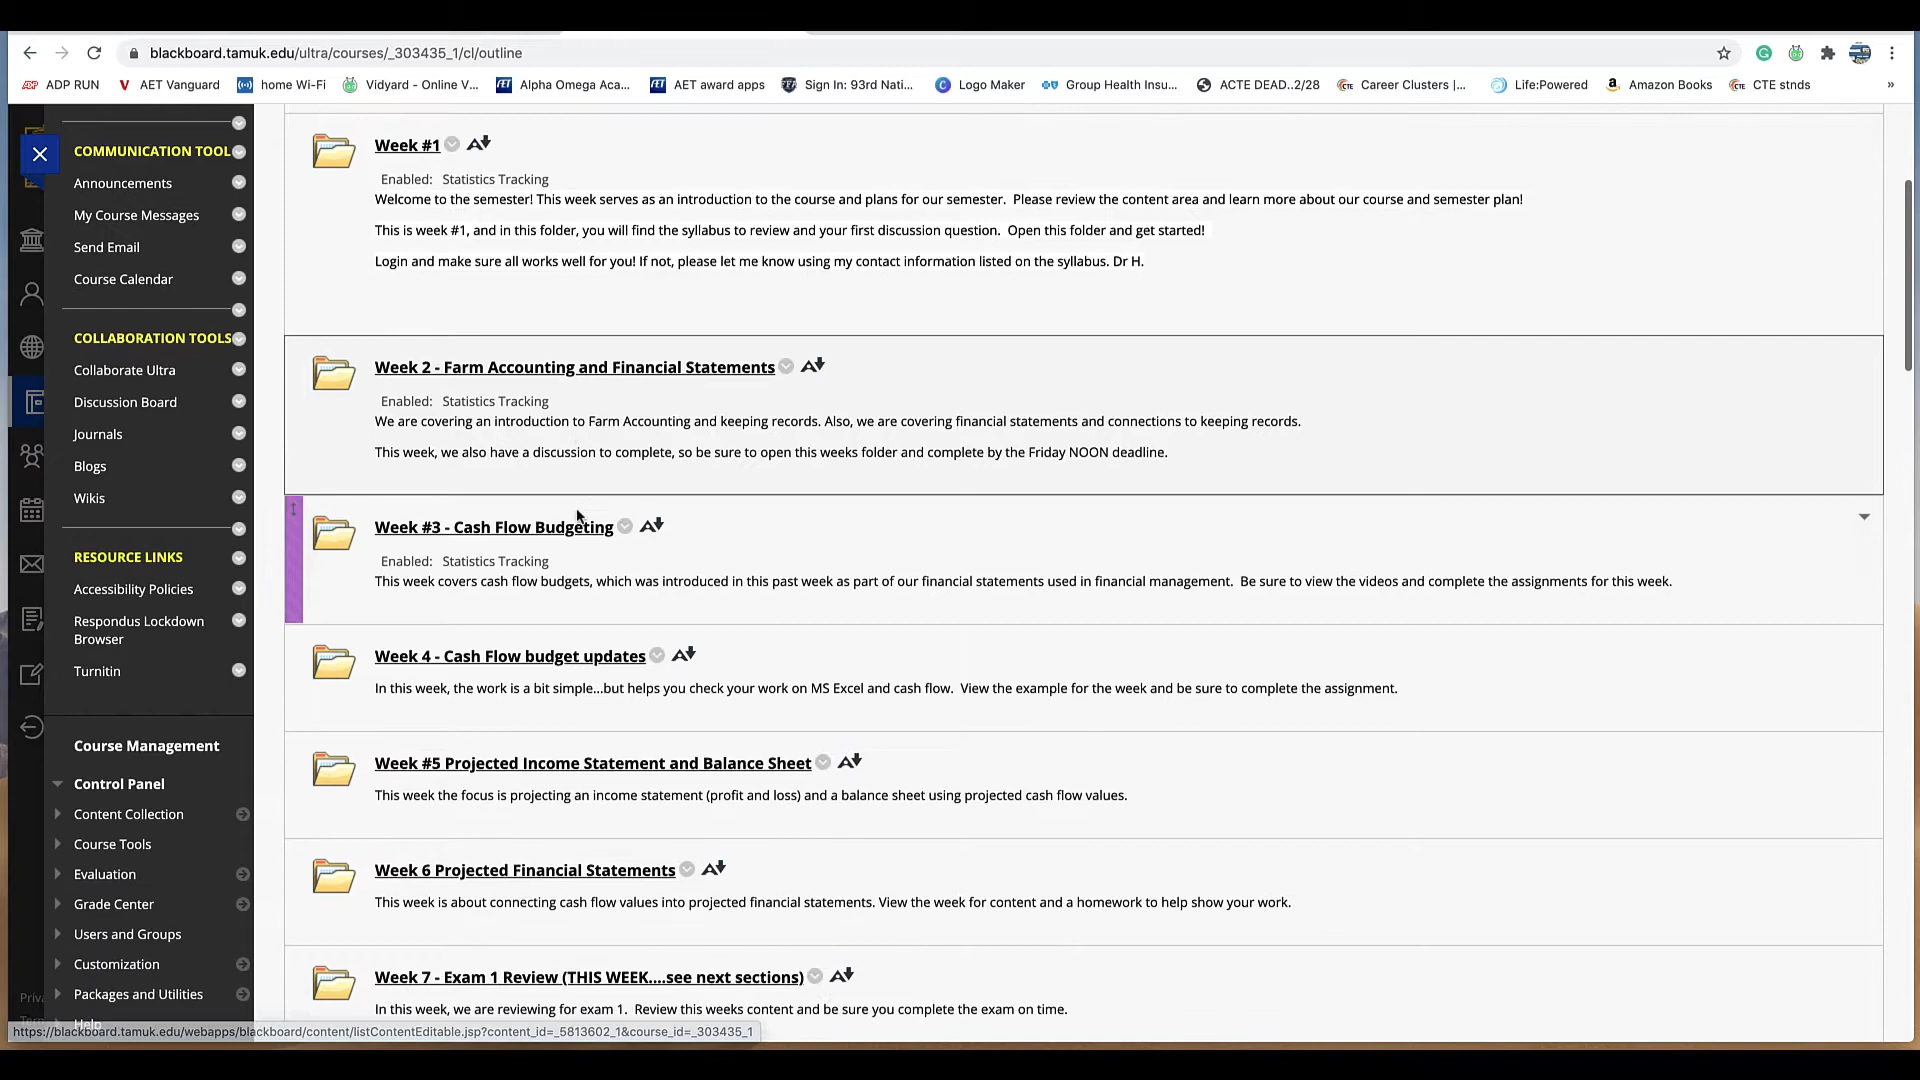 blackboard.tamuk.edu/ultra/courses/_303435_1/cl/outline
ADP RUN
AET Vanguard
home Wi-Fi
Vidyard - Online V...
Alpha Omega Aca...
AET award apps
Sign In: 93rd Nati...
Logo Maker
Group Health Insu...
ACTE DEAD..2/28
Career Clusters |...
Life:Powered
Amazon Books
CTE stnds
»
COMMUNICATION TOOL
Announcements
My Course Messages
Send Email
Course Calendar
COLLABORATION TOOLS
Collaborate Ultra
Discussion Board
Journals
Blogs
Wikis
RESOURCE LINKS
Accessibility Policies
Respondus Lockdown
Browser
Turnitin
Course Management
Control Panel
Content Collection
Course Tools
Evaluation
Grade Center
Users and Groups
Customization
Packages and Utilities
Help
Week #1
Enabled: Statistics Tracking
Welcome to the semester! This week serves as an introduction to the course and plans for our semester. Please review the content area and learn more about our course and semester plan!
This is week #1, and in this folder, you will find the syllabus to review and your first discussion question. Open this folder and get started!
Login and make sure all works well for you! If not, please let me know using my contact information listed on the syllabus. Dr H.
Week 2 - Farm Accounting and Financial Statements
Enabled: Statistics Tracking
We are covering an introduction to Farm Accounting and keeping records. Also, we are covering financial statements and connections to keeping records.
This week, we also have a discussion to complete, so be sure to open this weeks folder and complete by the Friday NOON deadline.
Week #3 - Cash Flow Budgeting
Enabled: Statistics Tracking
This week covers cash flow budgets, which was introduced in this past week as part of our financial statements used in financial management. Be sure to view the videos and complete the assignments for this week.
Week 4 - Cash Flow budget updates
In this week, the work is a bit simple...but helps you check your work on MS Excel and cash flow. View the example for the week and be sure to complete the assignment.
Week #5 Projected Income Statement and Balance Sheet
This week the focus is projecting an income statement (profit and loss) and a balance sheet using projected cash flow values.
Week 6 Projected Financial Statements
This week is about connecting cash flow values into projected financial statements. View the week for content and a homework to help show your work.
Week 7 - Exam 1 Review (THIS WEEK....see next sections)
In this week, we are reviewing for exam 1. Review this weeks content and be sure you complete the exam on time.
https://blackboard.tamuk.edu/webapps/blackboard/content/listContentEditable.jsp?content_id=_5813602_1&course_id=_303435_1